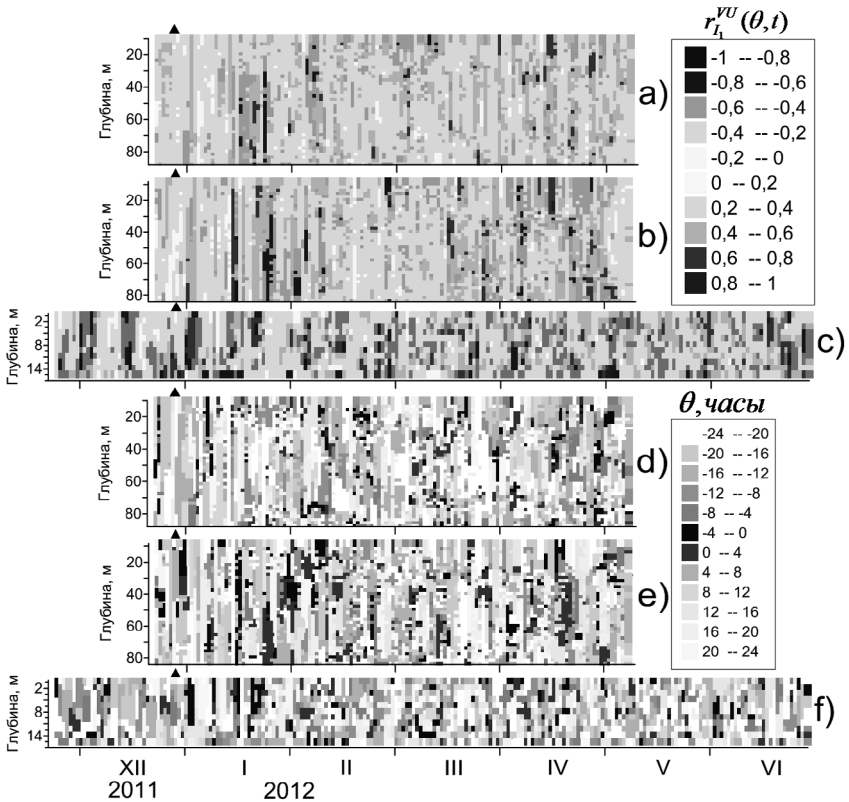 r_{I_1}^{VU}(θ,t)
-1 -- -0,8
-0,8 -- -0,6
-0,6 -- -0,4
-0,4 -- -0,2
-0,2 -- 0
0 -- 0,2
0,2 -- 0,4
0,4 -- 0,6
0,6 -- 0,8
0,8 -- 1
Глубина, м
20
40
60
80
a)
Глубина, м
20
40
60
80
b)
Глубина, м
2
8
14
c)
θ,часы
-24 -- -20
-20 -- -16
-16 -- -12
-12 -- -8
-8 -- -4
-4 -- 0
0 -- 4
4 -- 8
8 -- 12
12 -- 16
16 -- 20
20 -- 24
Глубина, м
20
40
60
80
d)
Глубина, м
20
40
60
80
e)
Глубина, м
2
8
14
f)
XII I II III IV V VI
2011 2012